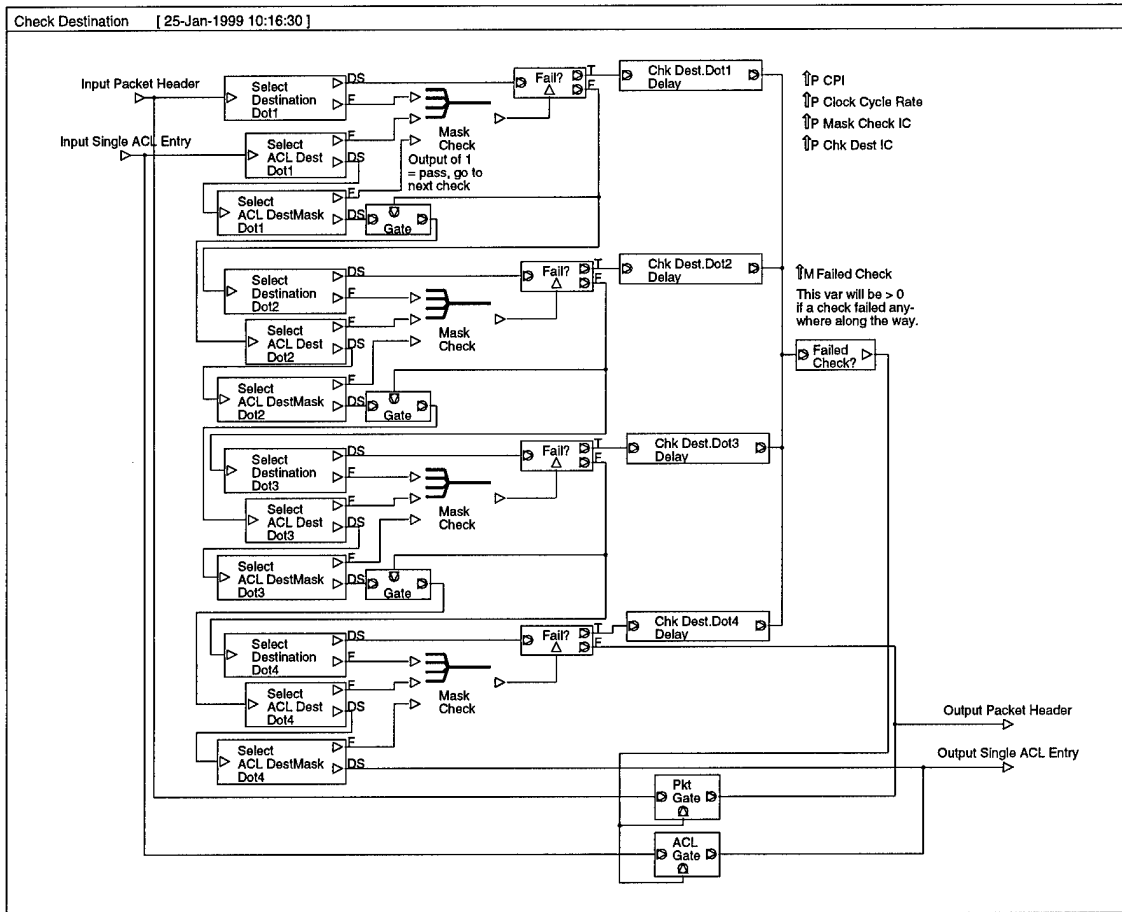 Check Destination [ 25-Jan-1999 10:16:30 ]
Input Packet Header
Input Single ACL Entry
Select
Destination
Dot1
DS
F
Select
ACL Dest
Dot1
F
DS
Select
ACL DestMask
Dot1
F
DS
Mask
Check
Output of 1
= pass, go to
next check
Gate
Fail?
T
F
Chk Dest.Dot1
Delay
⇑P CPI
⇑P Clock Cycle Rate
⇑P Mask Check IC
⇑P Chk Dest IC
Select
Destination
Dot2
DS
F
Select
ACL Dest
Dot2
F
DS
Select
ACL DestMask
Dot2
F
DS
Mask
Check
Gate
Fail?
T
F
Chk Dest.Dot2
Delay
⇑M Failed Check
This var will be > 0
if a check failed any-
where along the way.
Failed
Check?
Select
Destination
Dot3
DS
F
Select
ACL Dest
Dot3
F
DS
Select
ACL DestMask
Dot3
F
DS
Mask
Check
Gate
Fail?
T
F
Chk Dest.Dot3
Delay
Select
Destination
Dot4
DS
F
Select
ACL Dest
Dot4
F
DS
Select
ACL DestMask
Dot4
F
DS
Mask
Check
Fail?
T
F
Chk Dest.Dot4
Delay
Output Packet Header
Output Single ACL Entry
Pkt
Gate
ACL
Gate